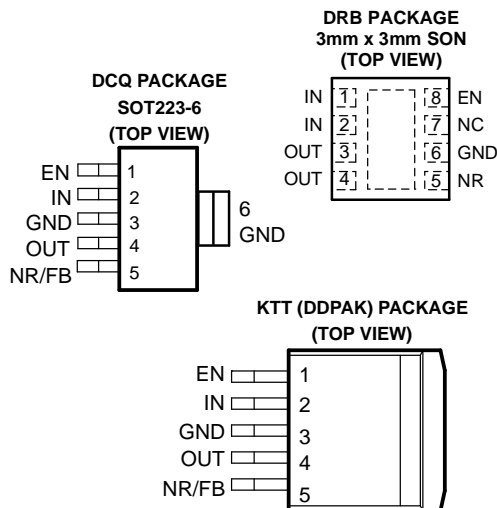 DRB PACKAGE
3mm x 3mm SON
(TOP VIEW)
IN 1 8 EN
IN 2 7 NC
OUT 3 6 GND
OUT 4 5 NR
DCQ PACKAGE
SOT223-6
(TOP VIEW)
EN 1
IN 2
GND 3
OUT 4
NR/FB 5
6
GND
KTT (DDPAK) PACKAGE
(TOP VIEW)
EN 1
IN 2
GND 3
OUT 4
NR/FB 5